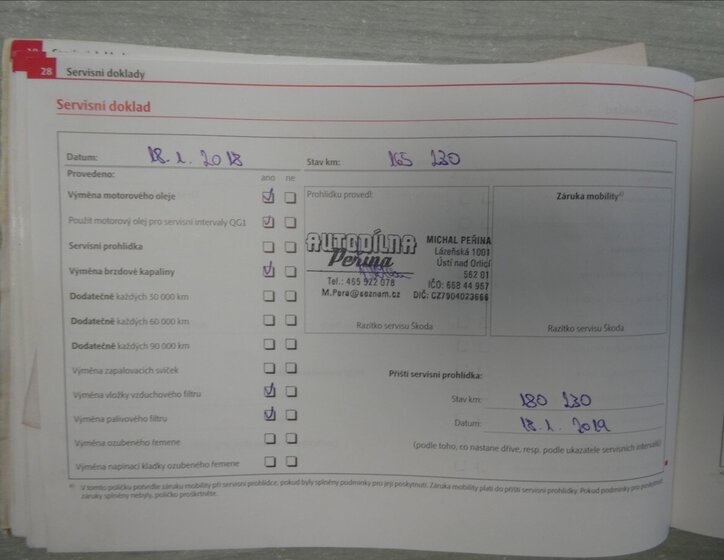 28 Servisní doklady
Servisní doklad
Datum: 18. 1. 2018 Stav km: 165 230
Provedeno: ano ne
Výměna motorového oleje
Použit motorový olej pro servisní intervaly QG1
Servisní prohlídka
Výměna brzdové kapaliny
Dodatečně každých 30 000 km
Dodatečně každých 60 000 km
Dodatečně každých 90 000 km
Výměna zapalovacích svíček
Výměna vložky vzduchového filtru
Výměna palivového filtru
Výměna ozubeného řemene
Výměna napínací kladky ozubeného řemene
Prohlídku provedl:
AUTODÍLNA
Peřina
Tel.: 465 522 078
M.Pera@seznam.cz
MICHAL PEŘINA
Lázeňská 1001
Ústí nad Orlicí
562 01
IČO: 668 44 957
DIČ: CZ7904023666
Razítko servisu Škoda
Záruka mobility a)
Razítko servisu Škoda
Příští servisní prohlídka:
Stav km: 180 230
Datum: 18. 1. 2019
(podle toho, co nastane dříve, resp. podle ukazatele servisních intervalů)
a) V tomto políčku potvedte záruku mobility při servisní prohlídce, pokud byly splněny podmínky pro její poskytnutí. Záruka mobility platí do příští servisní prohlídky. Pokud podmínky pro poskytnutí
záruky splněny nebyly, políčko proškrtněte.